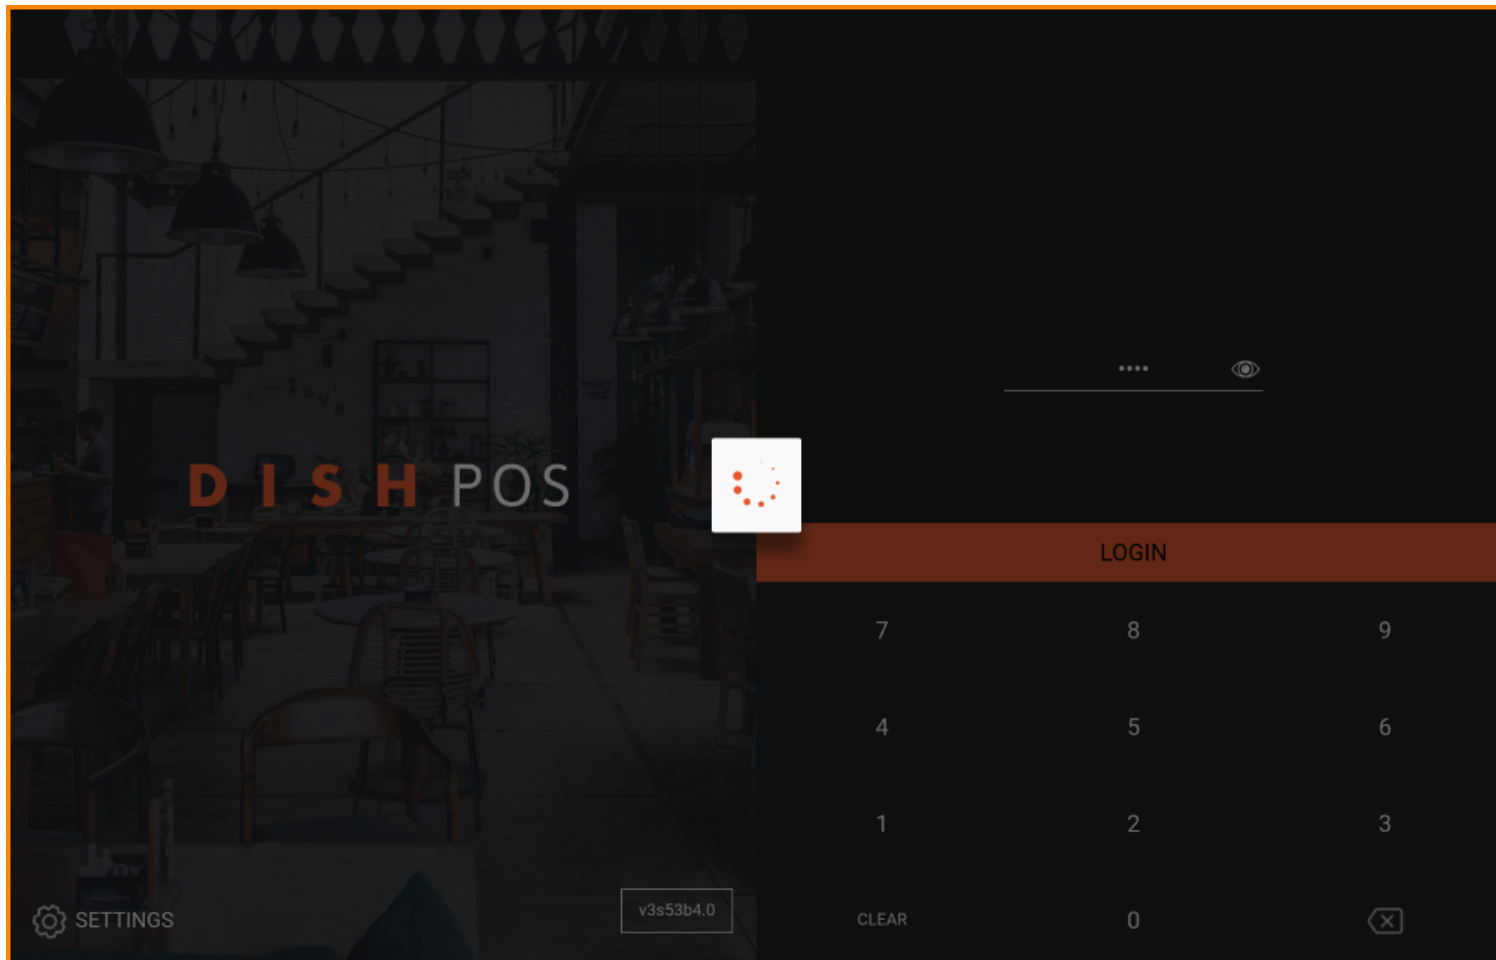 DISH POS
SETTINGS
v3s53b4.0
••••
LOGIN
7 8 9
4 5 6
1 2 3
CLEAR 0